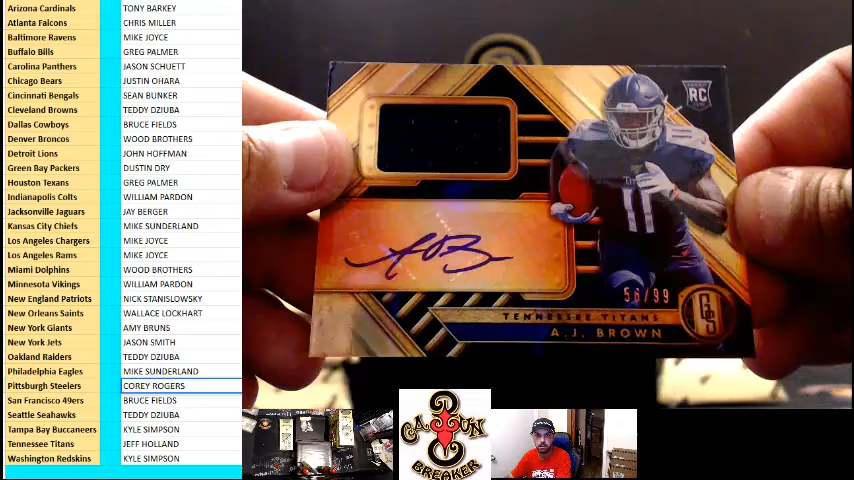 Arizona Cardinals TONY BARKEY
Atlanta Falcons CHRIS MILLER
Baltimore Ravens MIKE JOYCE
Buffalo Bills GREG PALMER
Carolina Panthers JASON SCHUETT
Chicago Bears JUSTIN OHARA
Cincinnati Bengals SEAN BUNKER
Cleveland Browns TEDDY DZIUBA
Dallas Cowboys BRUCE FIELDS
Denver Broncos WOOD BROTHERS
Detroit Lions JOHN HOFFMAN
Green Bay Packers DUSTIN DRY
Houston Texans GREG PALMER
Indianapolis Colts WILLIAM PARDON
Jacksonville Jaguars JAY BERGER
Kansas City Chiefs MIKE SUNDERLAND
Los Angeles Chargers MIKE JOYCE
Los Angeles Rams MIKE JOYCE
Miami Dolphins WOOD BROTHERS
Minnesota Vikings WILLIAM PARDON
New England Patriots NICK STANISLOWSKY
New Orleans Saints WALLACE LOCKHART
New York Giants AMY BRUNS
New York Jets JASON SMITH
Oakland Raiders TEDDY DZIUBA
Philadelphia Eagles MIKE SUNDERLAND
Pittsburgh Steelers COREY ROGERS
San Francisco 49ers BRUCE FIELDS
Seattle Seahawks TEDDY DZIUBA
Tampa Bay Buccaneers KYLE SIMPSON
Tennessee Titans JEFF HOLLAND
Washington Redskins KYLE SIMPSON
RC
11
11
56/99
TENNESSEE TITANS
A.J. BROWN
GS
CAJUN
BREAKER